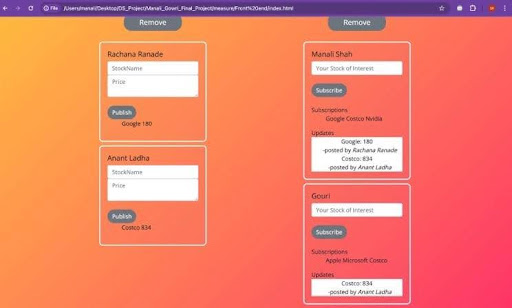 File /Users/manali/Desktop/DS_Project/Manali_Gowri_Final_Project/measure/Front%20end/index.html
Remove
Rachana Ranade
StockName
Price
Publish
Google 180
Anant Ladha
StockName
Price
Publish
Costco 834
Remove
Manali Shah
Your Stock of Interest
Subscribe
Subscriptions
Google Costco Nvidia
Updates
Google: 180
-posted by Rachana Ranade
Costco: 834
-posted by Anant Ladha
Gouri
Your Stock of Interest
Subscribe
Subscriptions
Apple Microsoft Costco
Updates
Costco: 834
-posted by Anant Ladha